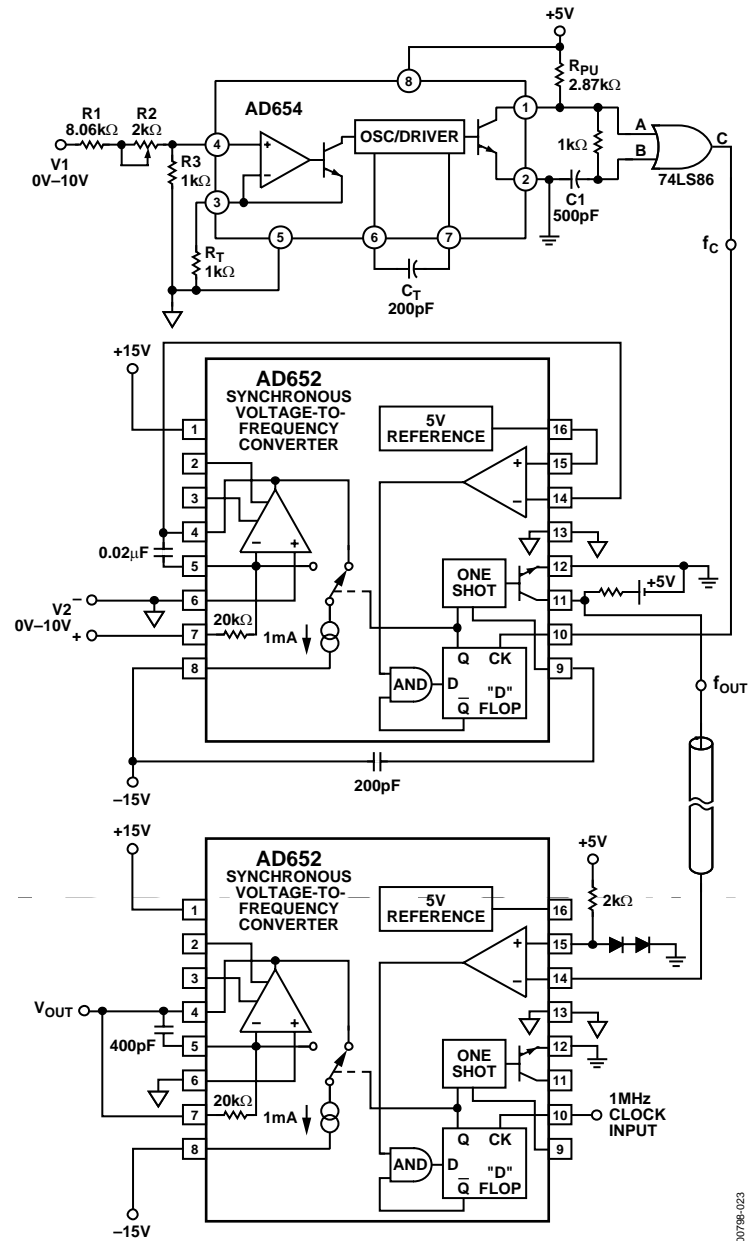 +5V
RPU
2.87kΩ
8
AD654
R1
8.06kΩ
R2
2kΩ
V1
0V–10V
R3
1kΩ
4
+
–
3
RT
1kΩ
OSC/DRIVER
1
2
5
6
7
CT
200pF
1kΩ
C1
500pF
A
B
C
74LS86
fC
+15V
AD652
SYNCHRONOUS
VOLTAGE-TO-
FREQUENCY
CONVERTER
5V
REFERENCE
1
2
3
4
5
6
7
8
16
15
14
13
12
11
10
9
+
–
–
+
0.02µF
V2
0V–10V
–
+
20kΩ
1mA
ONE
SHOT
+5V
AND
D
Q
CK
"D"
Q FLOP
fOUT
200pF
–15V
+15V
AD652
SYNCHRONOUS
VOLTAGE-TO-
FREQUENCY
CONVERTER
5V
REFERENCE
+5V
2kΩ
1
2
3
4
5
6
7
8
16
15
14
13
12
11
10
9
+
–
–
+
VOUT
400pF
20kΩ
1mA
ONE
SHOT
1MHz
CLOCK
INPUT
AND
D
Q
CK
"D"
Q FLOP
–15V
00798-023